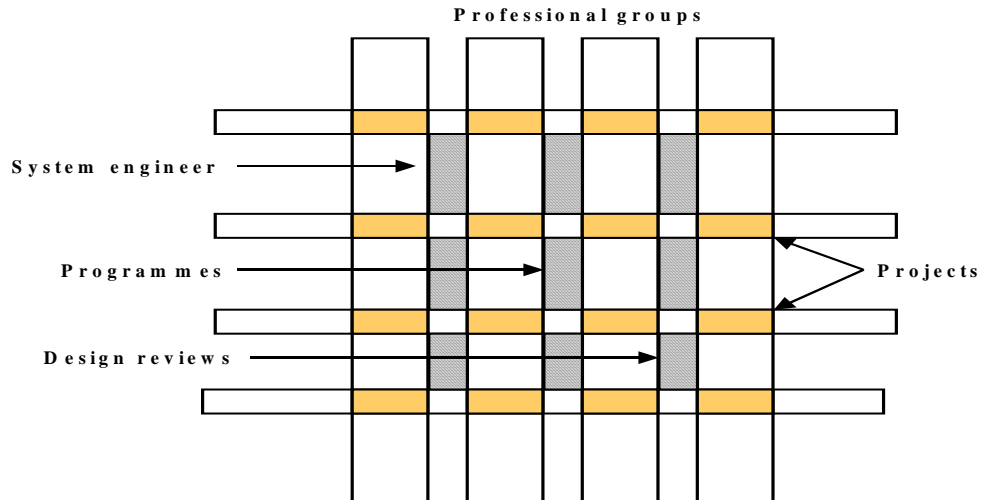 Professional groups
System engineer
Programmes
Projects
Design reviews